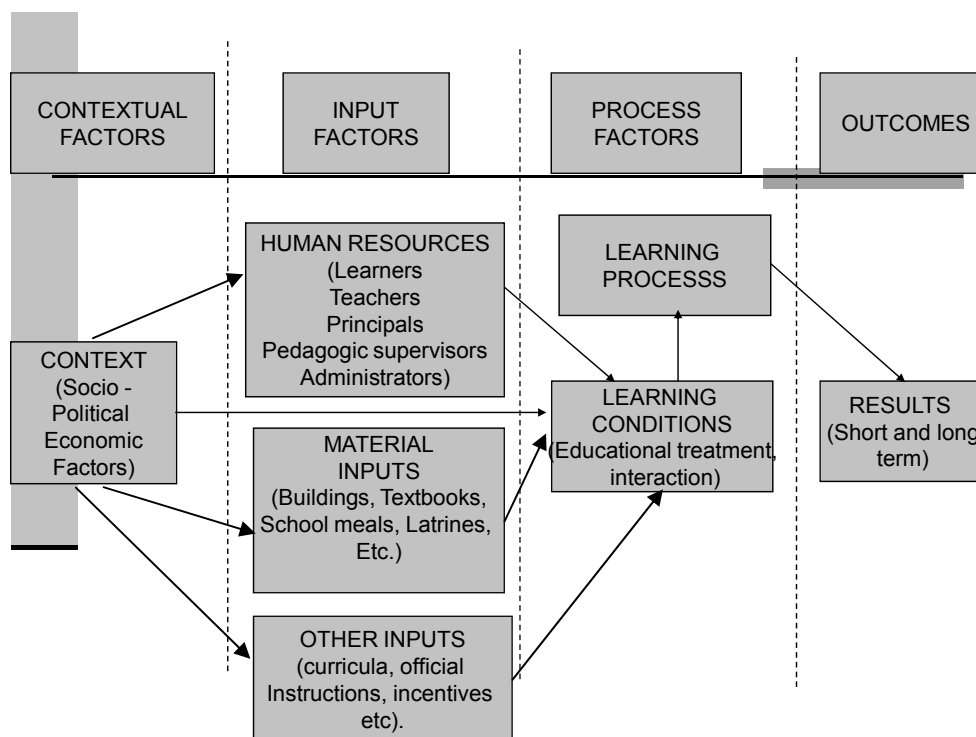 CONTEXTUAL
FACTORS
INPUT
FACTORS
PROCESS
FACTORS
OUTCOMES
HUMAN RESOURCES
(Learners
Teachers
Principals
Pedagogic supervisors
Administrators)
LEARNING
PROCESSS
CONTEXT
(Socio -
Political
Economic
Factors)
LEARNING
CONDITIONS
(Educational treatment,
interaction)
RESULTS
(Short and long
term)
MATERIAL
INPUTS
(Buildings, Textbooks,
School meals, Latrines,
Etc.)
OTHER INPUTS
(curricula, official
Instructions, incentives
etc).